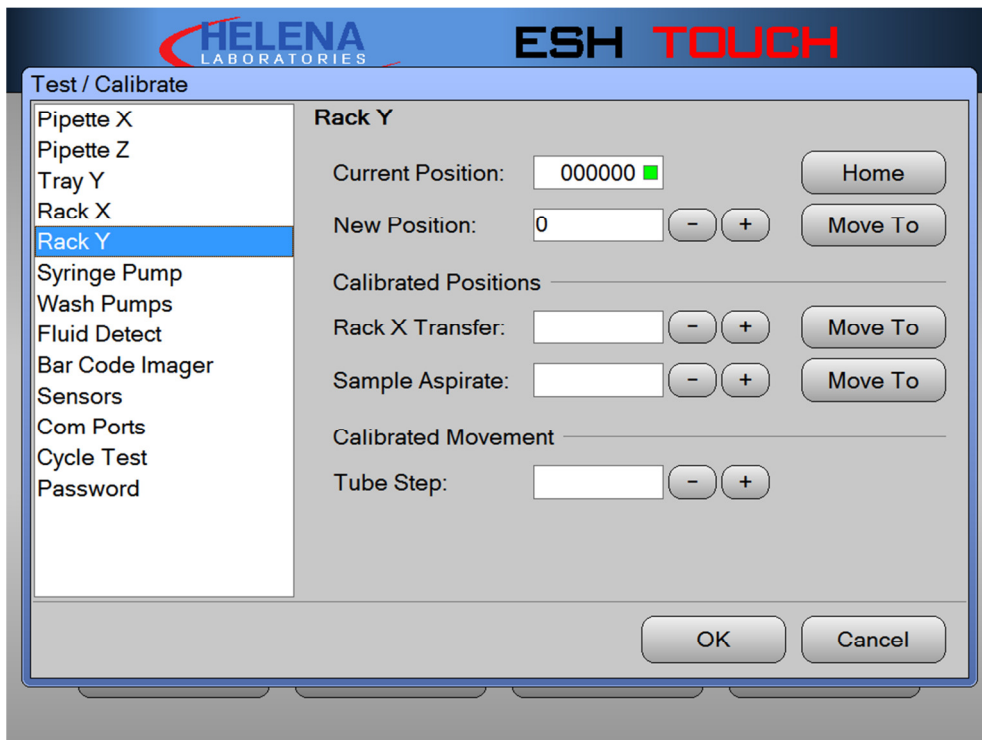 HELENA
LABORATORIES
ESH TOUCH
Test / Calibrate
Pipette X
Pipette Z
Tray Y
Rack X
Rack Y
Syringe Pump
Wash Pumps
Fluid Detect
Bar Code Imager
Sensors
Com Ports
Cycle Test
Password
Rack Y
Current Position: 000000 Home
New Position: 0 - + Move To
Calibrated Positions
Rack X Transfer: - + Move To
Sample Aspirate: - + Move To
Calibrated Movement
Tube Step: - +
OK Cancel